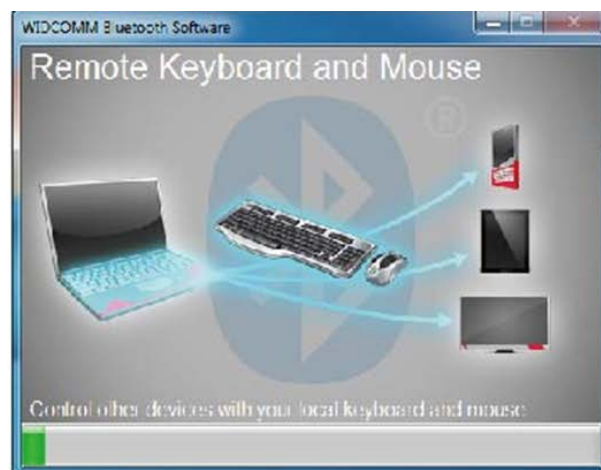 WIDCOMM Bluetooth Software
Remote Keyboard and Mouse
®
Control other devices with your local keyboard and mouse